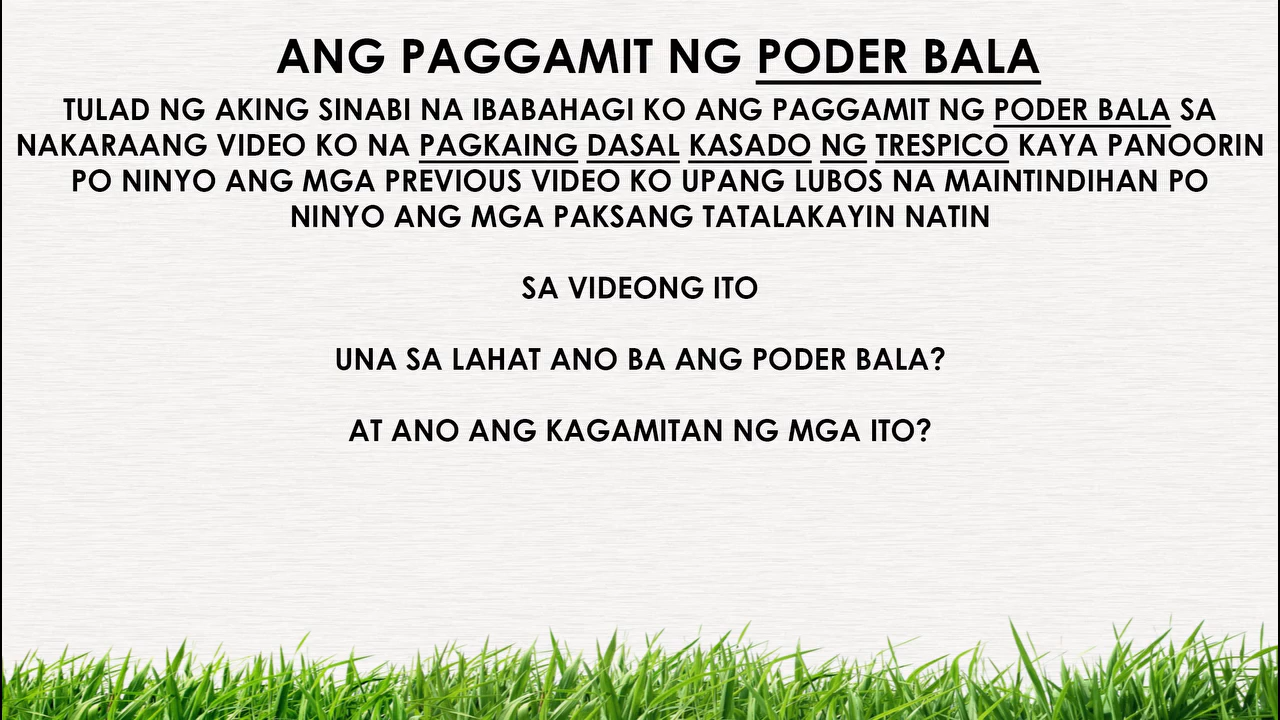 ANG PAGGAMIT NG PODER BALA
TULAD NG AKING SINABI NA IBABAHAGI KO ANG PAGGAMIT NG PODER BALA SA
NAKARAANG VIDEO KO NA PAGKAING DASAL KASADO NG TRESPICO KAYA PANOORIN
PO NINYO ANG MGA PREVIOUS VIDEO KO UPANG LUBOS NA MAINTINDIHAN PO
NINYO ANG MGA PAKSANG TATALAKAYIN NATIN
SA VIDEONG ITO
UNA SA LAHAT ANO BA ANG PODER BALA?
AT ANO ANG KAGAMITAN NG MGA ITO?